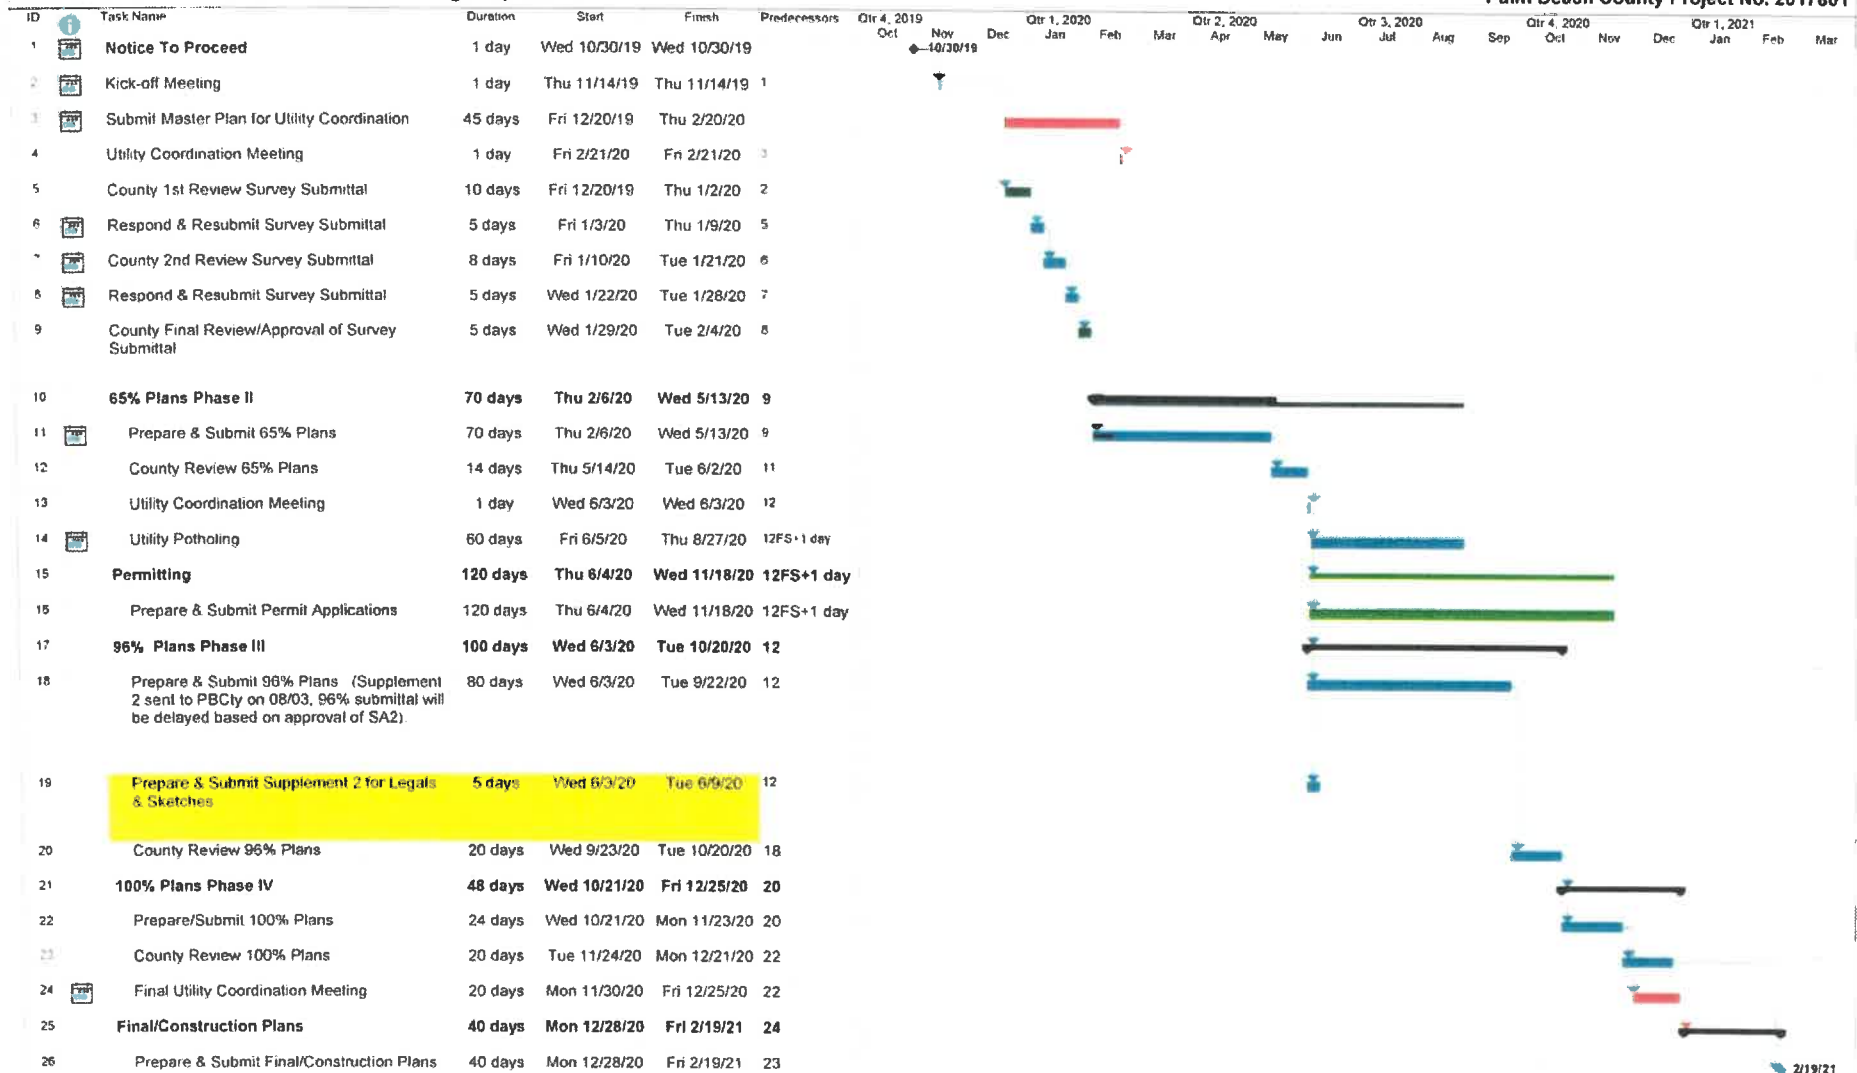 Palm Beach County Project No. 2017801
ID Task Name Duration Start Finish Predecessors Qtr 4, 2019 Qtr 1, 2020 Qtr 2, 2020 Qtr 3, 2020 Qtr 4, 2020 Qtr 1, 2021
Oct Nov Dec Jan Feb Mar Apr May Jun Jul Aug Sep Oct Nov Dec Jan Feb Mar
1 Notice To Proceed 1 day Wed 10/30/19 Wed 10/30/19 10/30/19
2 Kick-off Meeting 1 day Thu 11/14/19 Thu 11/14/19 1
3 Submit Master Plan for Utility Coordination 45 days Fri 12/20/19 Thu 2/20/20
4 Utility Coordination Meeting 1 day Fri 2/21/20 Fri 2/21/20 3
5 County 1st Review Survey Submittal 10 days Fri 12/20/19 Thu 1/2/20 2
6 Respond & Resubmit Survey Submittal 5 days Fri 1/3/20 Thu 1/9/20 5
County 2nd Review Survey Submittal 8 days Fri 1/10/20 Tue 1/21/20 6
8 Respond & Resubmit Survey Submittal 5 days Wed 1/22/20 Tue 1/28/20 7
9 County Final Review/Approval of Survey 5 days Wed 1/29/20 Tue 2/4/20 8
Submittal
10 65% Plans Phase II 70 days Thu 2/6/20 Wed 5/13/20 9
11 Prepare & Submit 65% Plans 70 days Thu 2/6/20 Wed 5/13/20 9
12 County Review 65% Plans 14 days Thu 5/14/20 Tue 6/2/20 11
13 Utility Coordination Meeting 1 day Wed 6/3/20 Wed 6/3/20 12
14 Utility Potholing 60 days Fri 6/5/20 Thu 8/27/20 12FS+1 day
15 Permitting 120 days Thu 6/4/20 Wed 11/18/20 12FS+1 day
16 Prepare & Submit Permit Applications 120 days Thu 6/4/20 Wed 11/18/20 12FS+1 day
17 96% Plans Phase III 100 days Wed 6/3/20 Tue 10/20/20 12
18 Prepare & Submit 96% Plans (Supplement 80 days Wed 6/3/20 Tue 9/22/20 12
2 sent to PBCty on 08/03, 96% submittal will
be delayed based on approval of SA2)
19 Prepare & Submit Supplement 2 for Legals 5 days Wed 6/3/20 Tue 6/9/20 12
& Sketches
20 County Review 96% Plans 20 days Wed 9/23/20 Tue 10/20/20 18
21 100% Plans Phase IV 48 days Wed 10/21/20 Fri 12/25/20 20
22 Prepare/Submit 100% Plans 24 days Wed 10/21/20 Mon 11/23/20 20
23 County Review 100% Plans 20 days Tue 11/24/20 Mon 12/21/20 22
24 Final Utility Coordination Meeting 20 days Mon 11/30/20 Fri 12/25/20 22
25 Final/Construction Plans 40 days Mon 12/28/20 Fri 2/19/21 24
26 Prepare & Submit Final/Construction Plans 40 days Mon 12/28/20 Fri 2/19/21 23 2/19/21